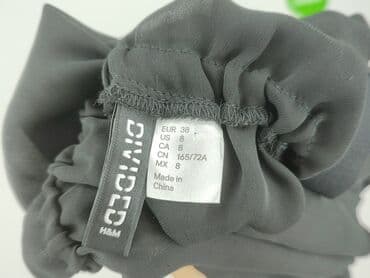 DIVIDED
H&M
EUR 38
US 8
CA 8
CN 165/72A
MX 8
Made in
China